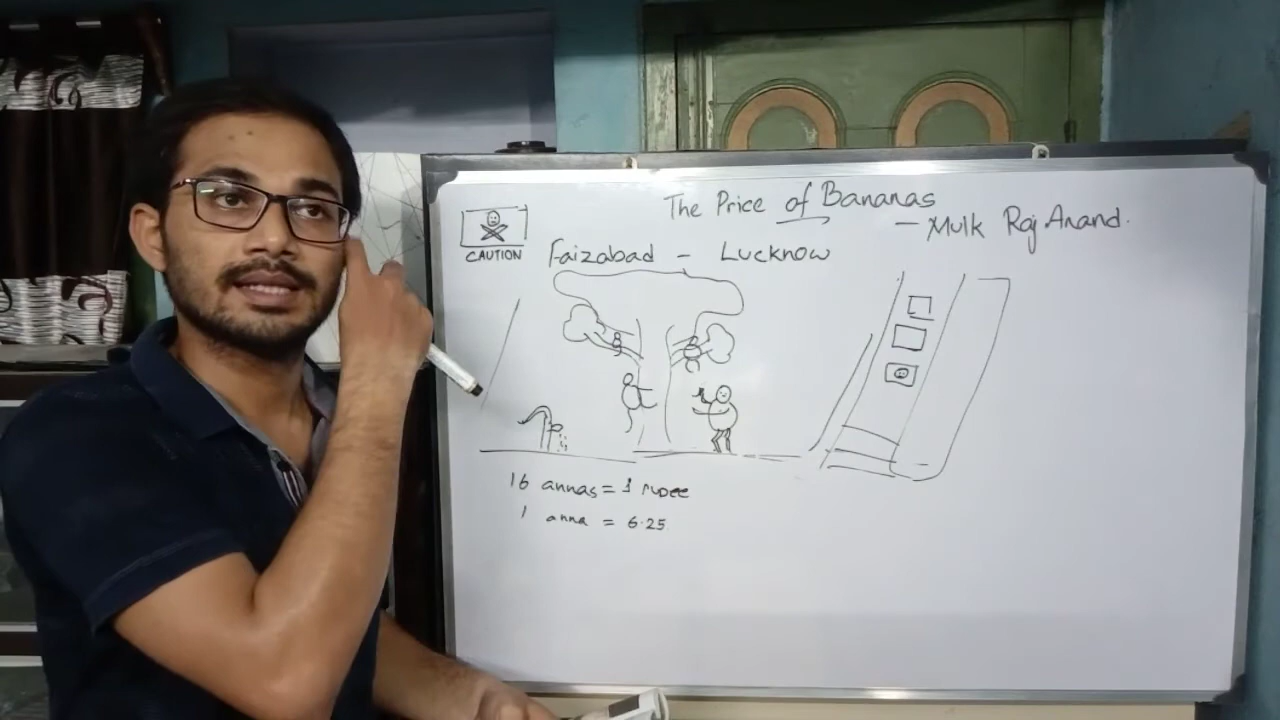 The Price of Bananas
- Mulk Raj Anand.
CAUTION
Faizabad - Lucknow
16 annas = 1 rupee
1 anna = 6.25